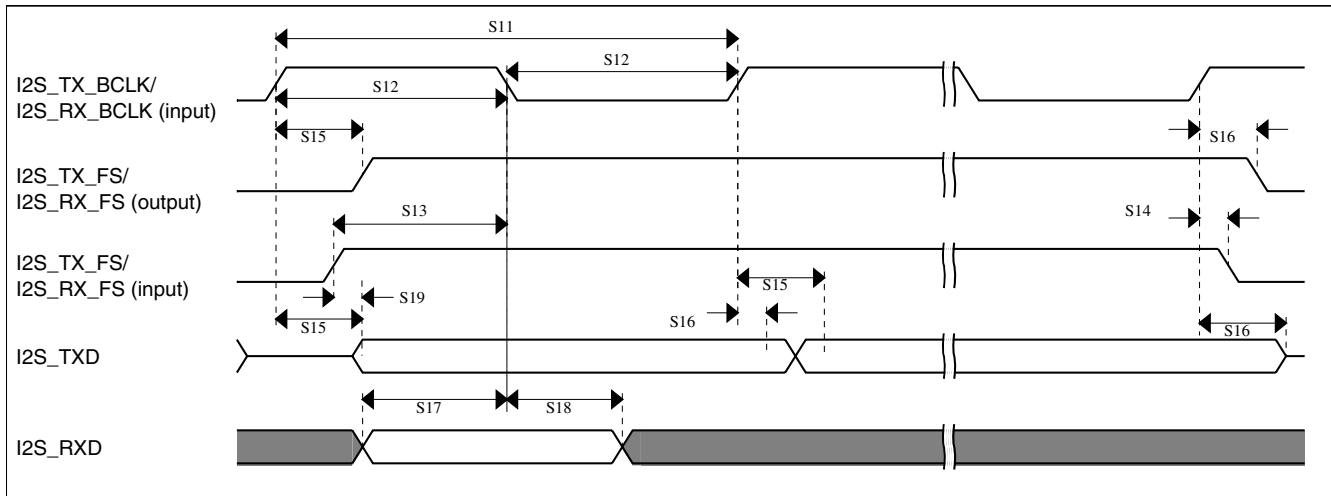 S11
I2S_TX_BCLK/
I2S_RX_BCLK (input)
S12
S12
S15
S16
I2S_TX_FS/
I2S_RX_FS (output)
S13
S14
I2S_TX_FS/
I2S_RX_FS (input)
S15
S19
S15
S16
S16
I2S_TXD
S17
S18
I2S_RXD